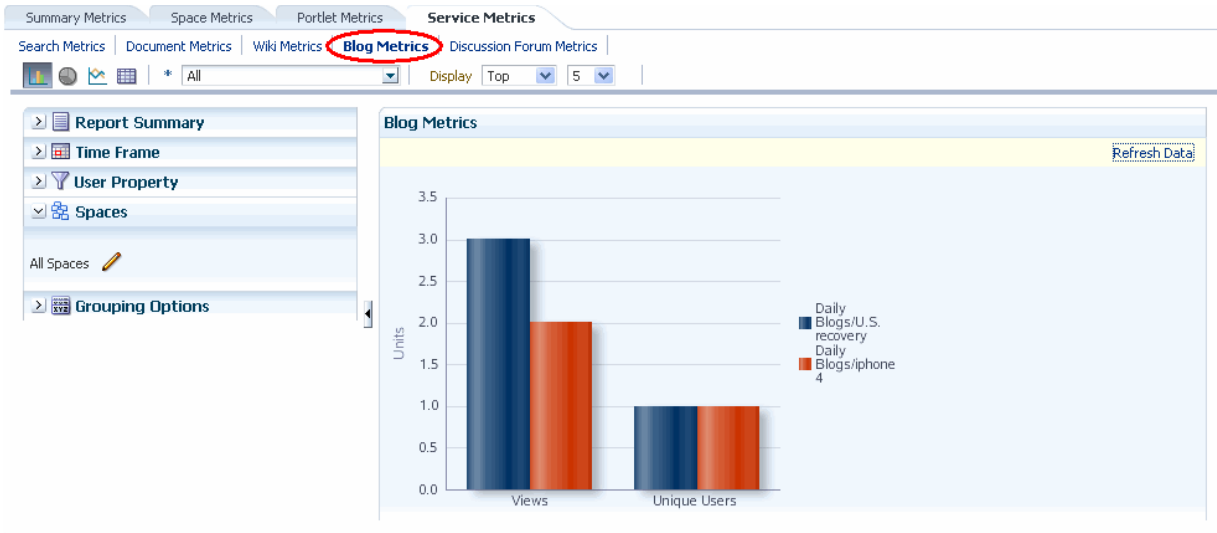 Summary Metrics Space Metrics Portlet Metrics Service Metrics
Search Metrics Document Metrics Wiki Metrics Blog Metrics Discussion Forum Metrics
* All Display Top 5
Report Summary
Time Frame
User Property
Spaces
All Spaces
XYZ Grouping Options
Blog Metrics
Refresh Data
3.5
3.0
2.5
2.0
1.5
1.0
0.5
0.0
Units
Views Unique Users
Daily
Blogs/U.S.
recovery
Daily
Blogs/iphone
4